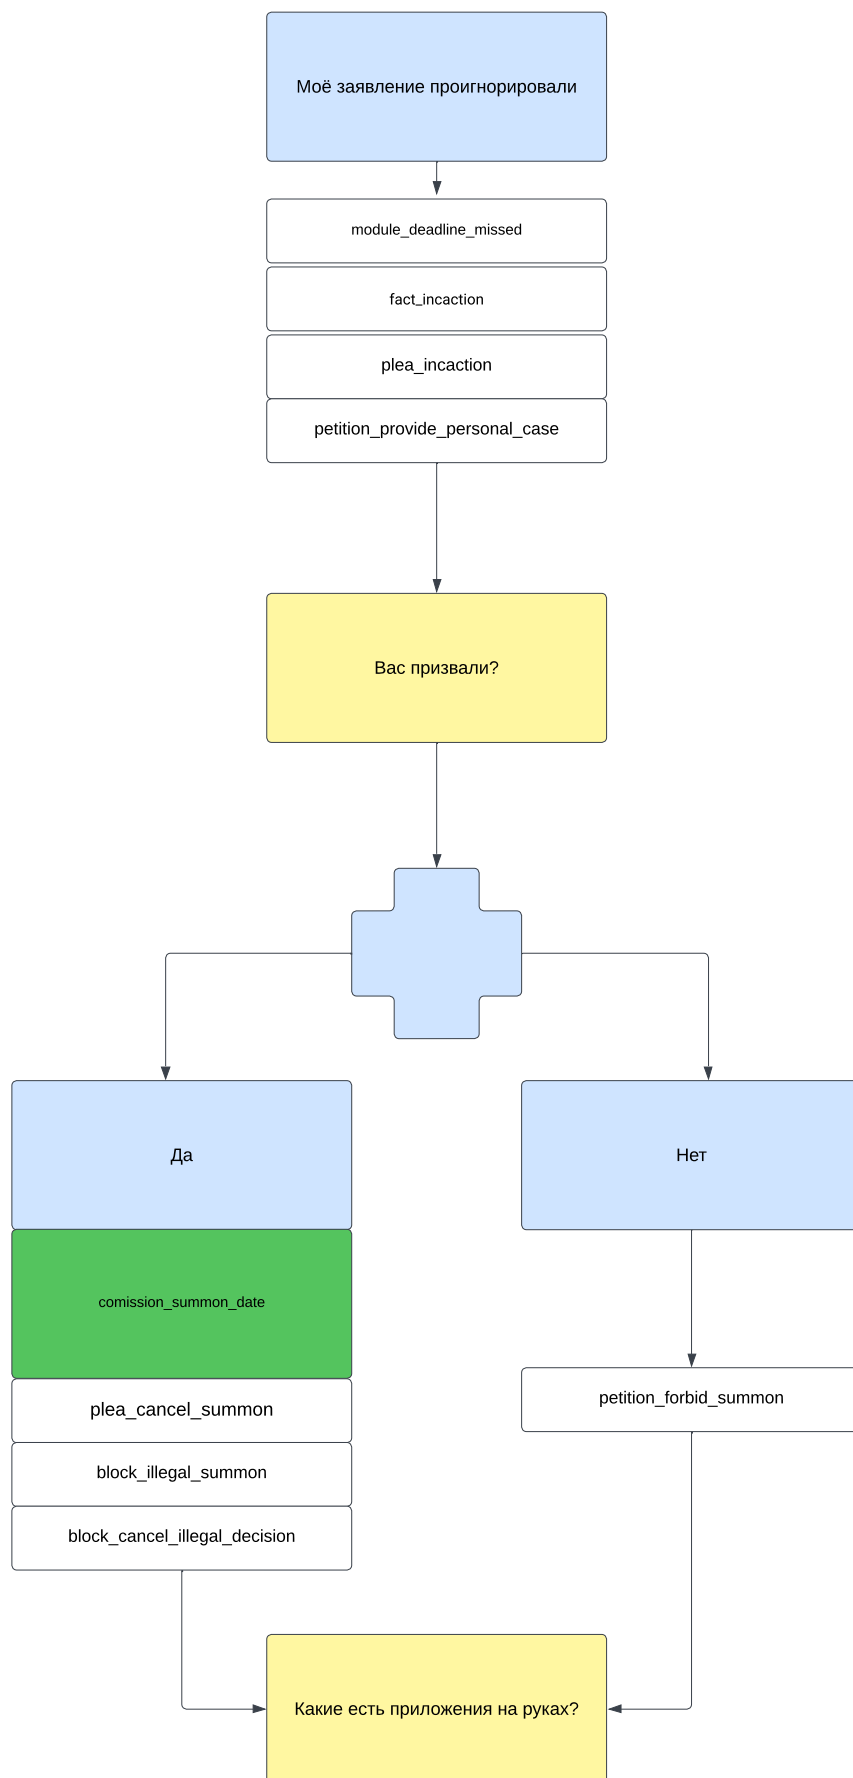 Моё заявление проигнорировали
module_deadline_missed
fact_incaction
plea_incaction
petition_provide_personal_case
Вас призвали?
Да
Нет
comission_summon_date
petition_forbid_summon
plea_cancel_summon
block_illegal_summon
block_cancel_illegal_decision
Какие есть приложения на руках?